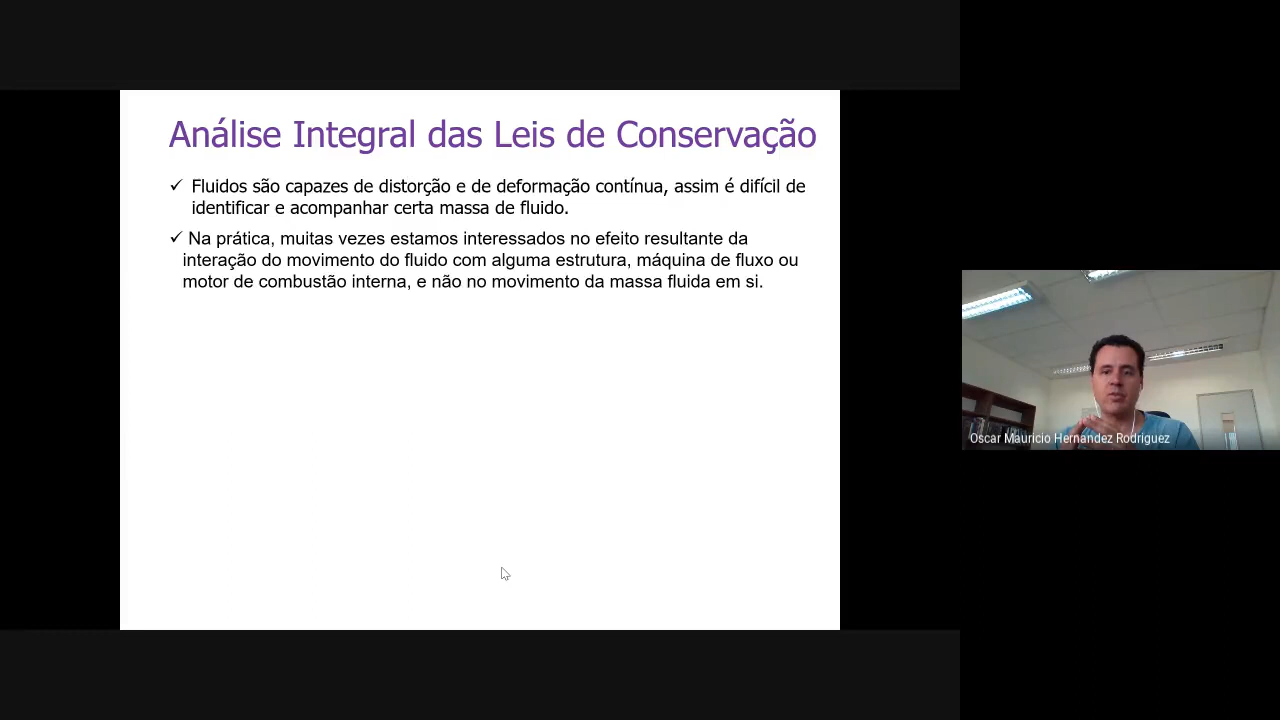 Análise Integral das Leis de Conservação
✓ Fluidos são capazes de distorção e de deformação contínua, assim é difícil de
identificar e acompanhar certa massa de fluido.
✓ Na prática, muitas vezes estamos interessados no efeito resultante da
interação do movimento do fluido com alguma estrutura, máquina de fluxo ou
motor de combustão interna, e não no movimento da massa fluida em si.
Oscar Mauricio Hernandez Rodriguez